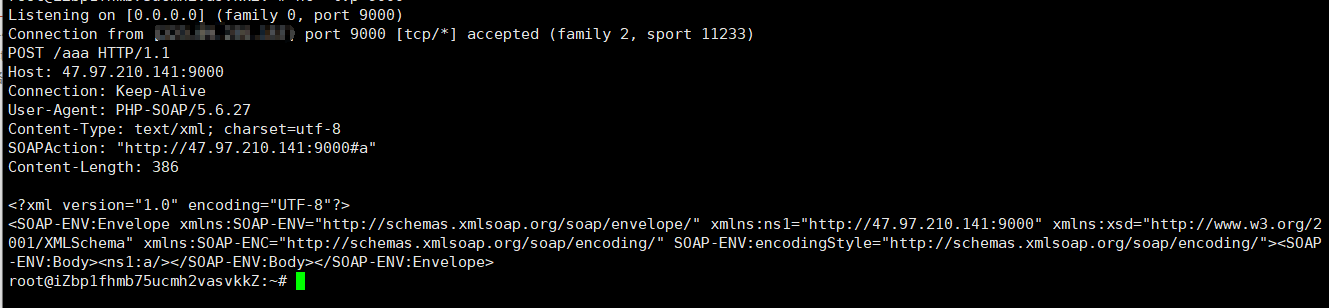 Listening on [0.0.0.0] (family 0, port 9000)
Connection from port 9000 [tcp/*] accepted (family 2, sport 11233)
POST /aaa HTTP/1.1
Host: 47.97.210.141:9000
Connection: Keep-Alive
User-Agent: PHP-SOAP/5.6.27
Content-Type: text/xml; charset=utf-8
SOAPAction: "http://47.97.210.141:9000#a"
Content-Length: 386
<?xml version="1.0" encoding="UTF-8"?>
<SOAP-ENV:Envelope xmlns:SOAP-ENV="http://schemas.xmlsoap.org/soap/envelope/" xmlns:ns1="http://47.97.210.141:9000" xmlns:xsd="http://www.w3.org/2
001/XMLSchema" xmlns:SOAP-ENC="http://schemas.xmlsoap.org/soap/encoding/" SOAP-ENV:encodingStyle="http://schemas.xmlsoap.org/soap/encoding/"><SOAP
-ENV:Body><ns1:a/></SOAP-ENV:Body></SOAP-ENV:Envelope>
root@iZbp1fhmb75ucmh2vasvkkZ:~#